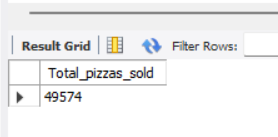 Result Grid Filter Rows:
Total_pizzas_sold
49574